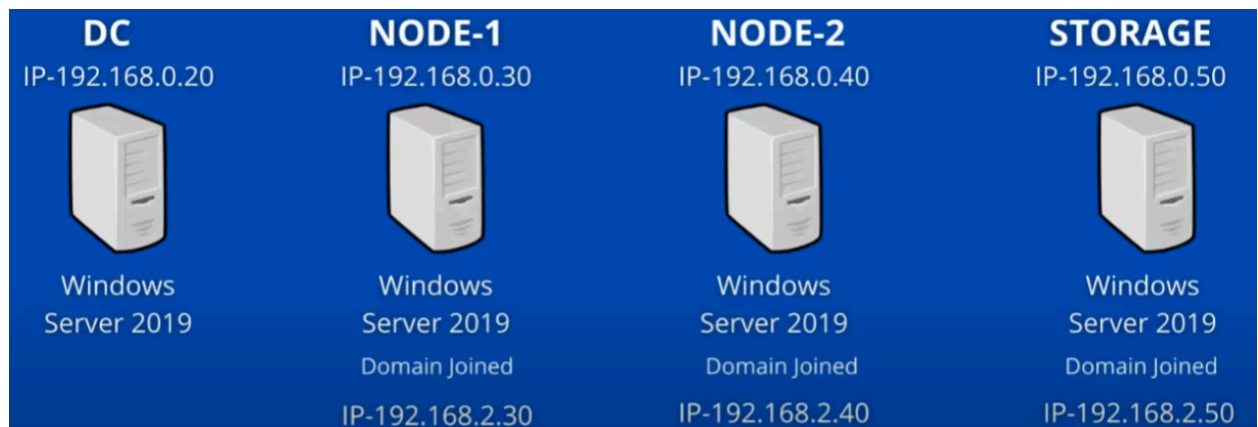 DC
IP-192.168.0.20
Windows
Server 2019
NODE-1
IP-192.168.0.30
Windows
Server 2019
Domain Joined
IP-192.168.2.30
NODE-2
IP-192.168.0.40
Windows
Server 2019
Domain Joined
IP-192.168.2.40
STORAGE
IP-192.168.0.50
Windows
Server 2019
Domain Joined
IP-192.168.2.50